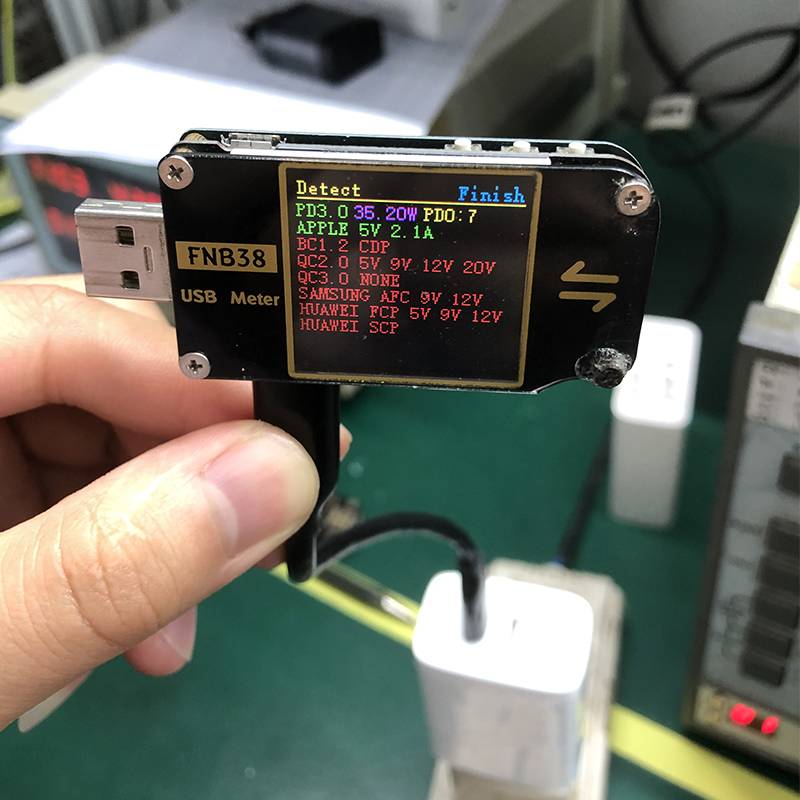 Detect Finish
PD3.0 35.20W PDO:7
APPLE 5V 2.1A
BC1.2 CDP
QC2.0 5V 9V 12V 20V
QC3.0 NONE
SAMSUNG AFC 9V 12V
HUAWEI FCP 5V 9V 12V
HUAWEI SCP
FNB38
USB Meter